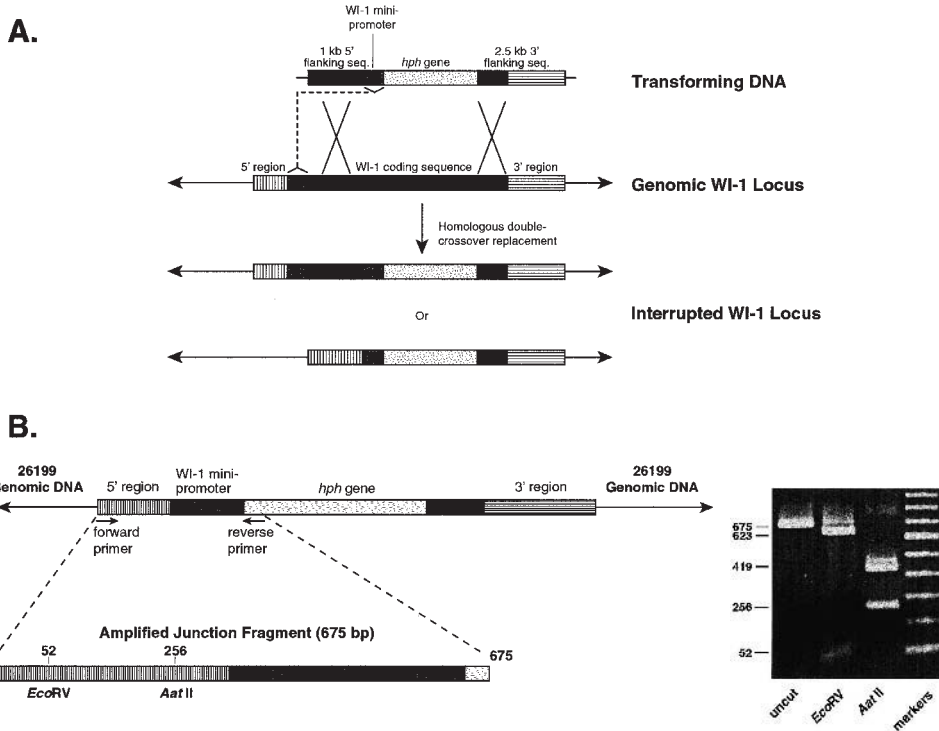 A.
WI-1 mini-
promoter
1 kb 5'
flanking seq.
hph gene
2.5 kb 3'
flanking seq.
Transforming DNA
5' region
WI-1 coding sequence
3' region
Genomic WI-1 Locus
Homologous double-
crossover replacement
Or
Interrupted WI-1 Locus
B.
26199
enomic DNA
5' region
WI-1 mini-
promoter
hph gene
3' region
26199
Genomic DNA
forward
primer
reverse
primer
Amplified Junction Fragment (675 bp)
52
256
675
EcoRV
Aat II
675
623
419
256
52
uncut
EcoRV
Aat II
markers